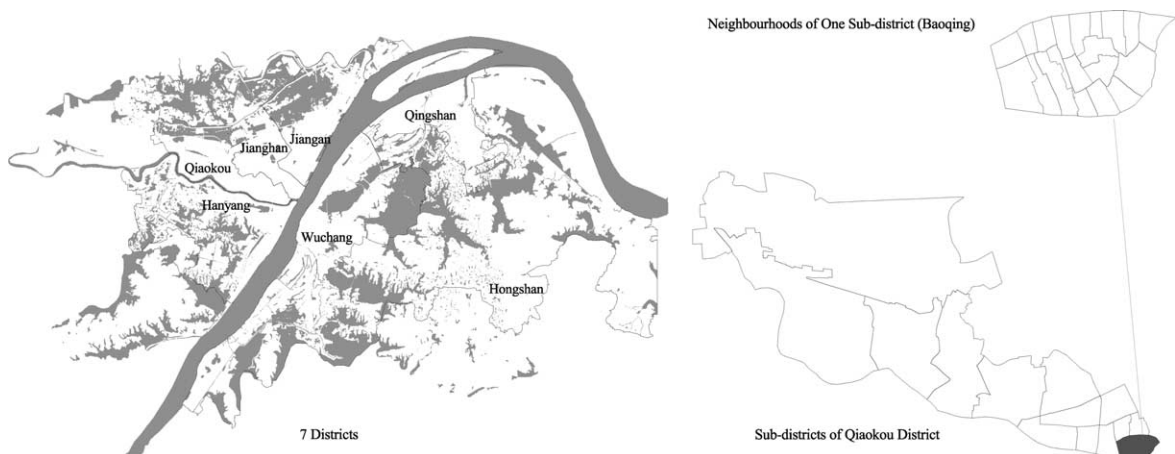 Neighbourhoods of One Sub-district (Baoqing)
Qingshan
Jiangan
Jianghan
Qiaokou
Hanyang
Wuchang
Hongshan
7 Districts
Sub-districts of Qiaokou District